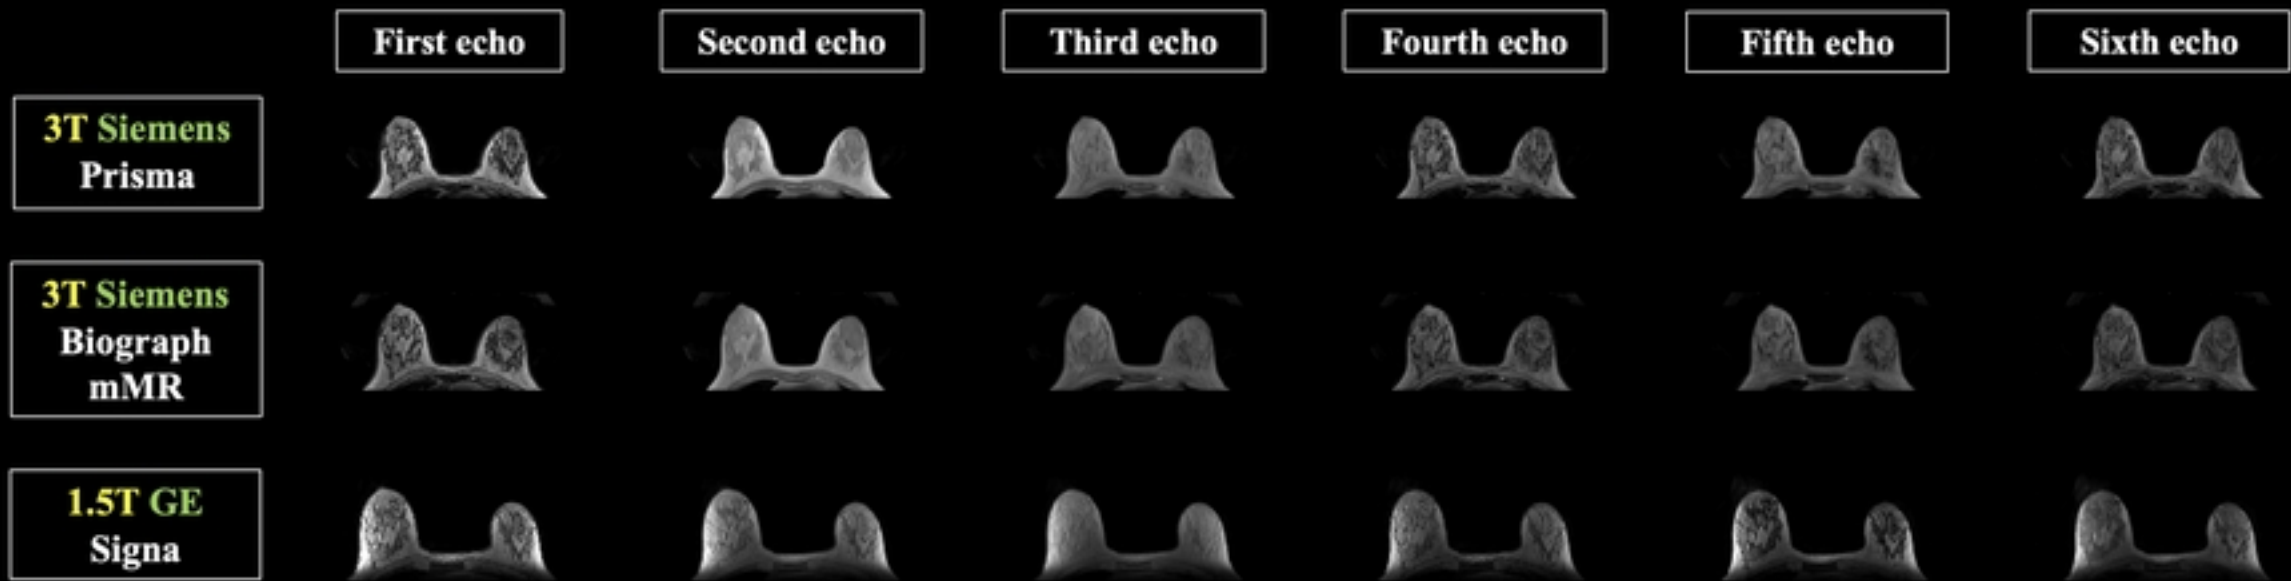 First echo
Second echo
Third echo
Fourth echo
Fifth echo
Sixth echo
3T Siemens
Prisma
3T Siemens
Biograph
mMR
1.5T GE
Signa